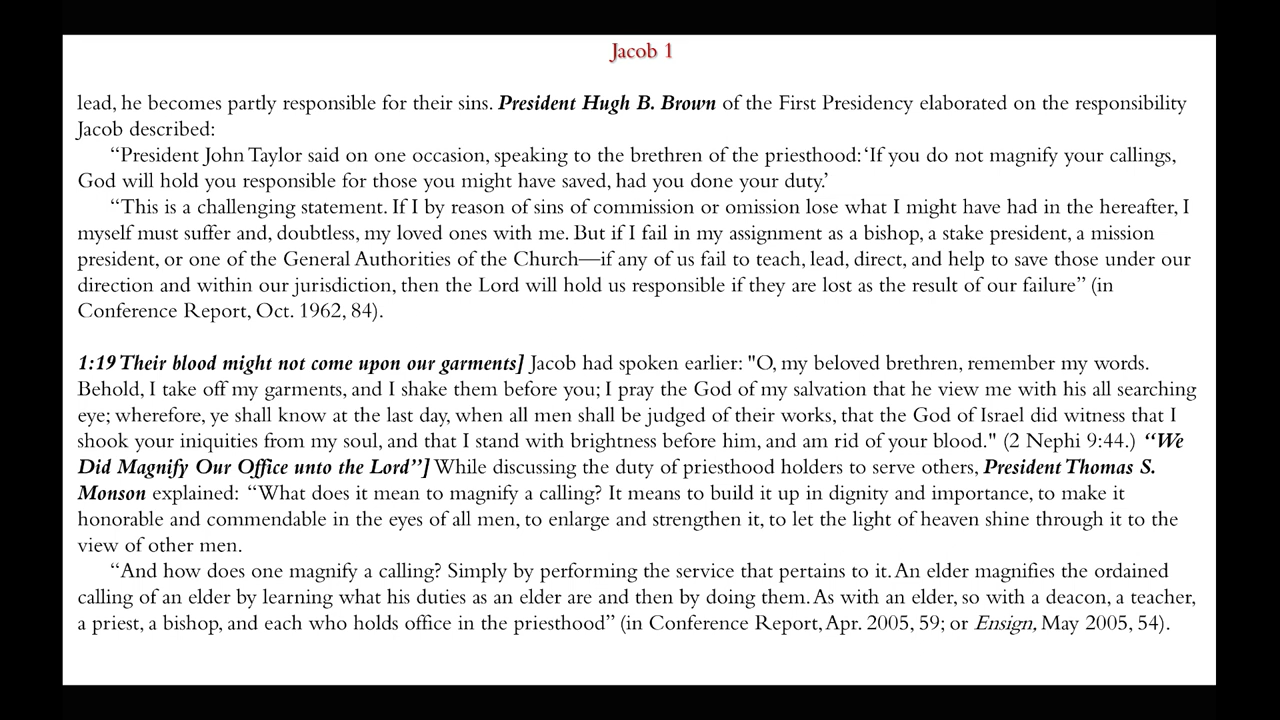 Jacob 1
lead, he becomes partly responsible for their sins. President Hugh B. Brown of the First Presidency elaborated on the responsibility
Jacob described:
“President John Taylor said on one occasion, speaking to the brethren of the priesthood: ‘If you do not magnify your callings,
God will hold you responsible for those you might have saved, had you done your duty.’
“This is a challenging statement. If I by reason of sins of commission or omission lose what I might have had in the hereafter, I
myself must suffer and, doubtless, my loved ones with me. But if I fail in my assignment as a bishop, a stake president, a mission
president, or one of the General Authorities of the Church—if any of us fail to teach, lead, direct, and help to save those under our
direction and within our jurisdiction, then the Lord will hold us responsible if they are lost as the result of our failure” (in
Conference Report, Oct. 1962, 84).
1:19 Their blood might not come upon our garments] Jacob had spoken earlier: "O, my beloved brethren, remember my words.
Behold, I take off my garments, and I shake them before you; I pray the God of my salvation that he view me with his all searching
eye; wherefore, ye shall know at the last day, when all men shall be judged of their works, that the God of Israel did witness that I
shook your iniquities from my soul, and that I stand with brightness before him, and am rid of your blood." (2 Nephi 9:44.) “We
Did Magnify Our Office unto the Lord”] While discussing the duty of priesthood holders to serve others, President Thomas S.
Monson explained: “What does it mean to magnify a calling? It means to build it up in dignity and importance, to make it
honorable and commendable in the eyes of all men, to enlarge and strengthen it, to let the light of heaven shine through it to the
view of other men.
“And how does one magnify a calling? Simply by performing the service that pertains to it. An elder magnifies the ordained
calling of an elder by learning what his duties as an elder are and then by doing them. As with an elder, so with a deacon, a teacher,
a priest, a bishop, and each who holds office in the priesthood” (in Conference Report, Apr. 2005, 59; or Ensign, May 2005, 54).